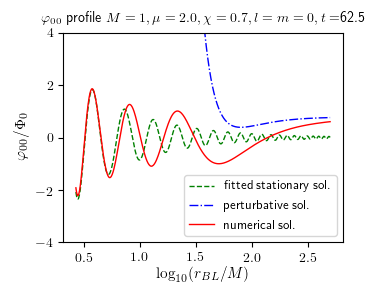 φ₀₀ profile M = 1, μ = 2.0, χ = 0.7, l = m = 0, t =62.5
φ₀₀/Φ₀
4
2
0
−2
−4
fitted stationary sol.
perturbative sol.
numerical sol.
0.5 1.0 1.5 2.0 2.5
log₁₀(r_BL/M)